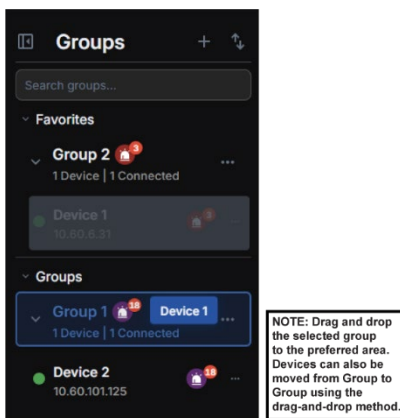 Groups
Search groups...
Favorites
Group 2 3
1 Device | 1 Connected
Device 1 3
10.60.6.31
Groups
Group 1 18 Device 1
1 Device | 1 Connected
Device 2 18
10.60.101.125
NOTE: Drag and drop
the selected group
to the preferred area.
Devices can also be
moved from Group to
Group using the
drag-and-drop method.